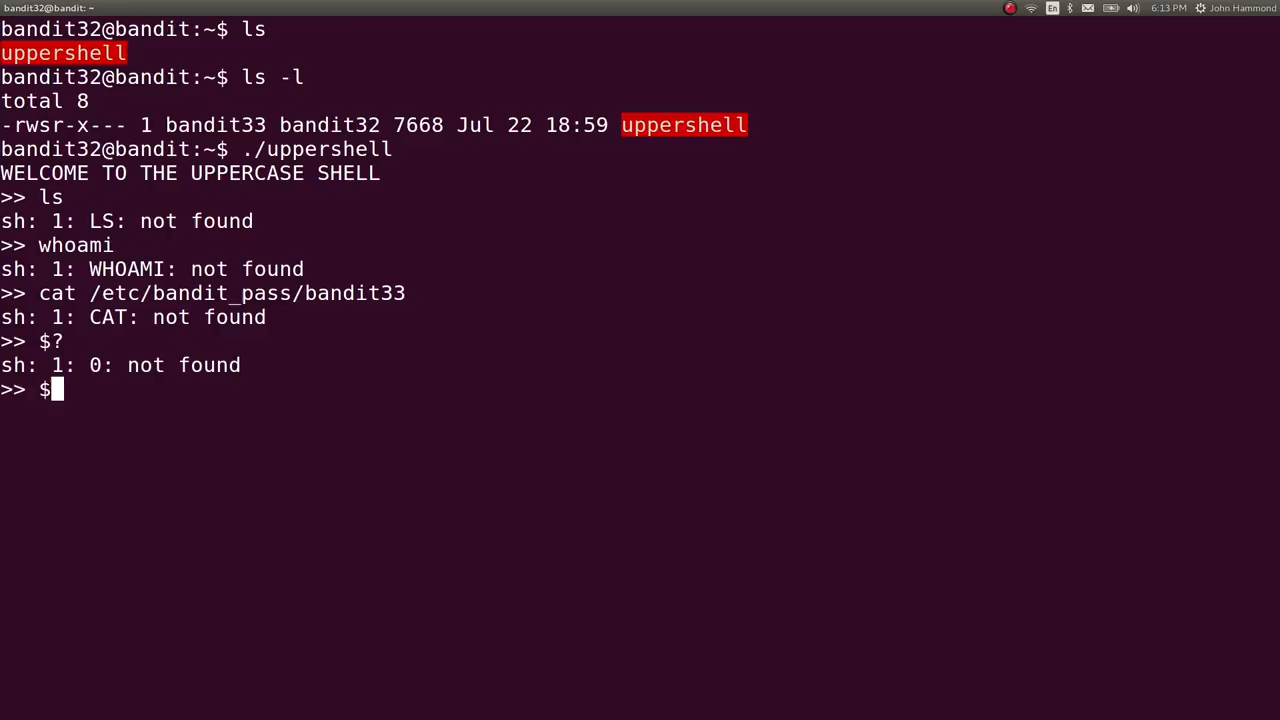 bandit32@bandit: ~
En
6:13 PM
John Hammond
bandit32@bandit:~$ ls
uppershell
bandit32@bandit:~$ ls -l
total 8
-rwsr-x--- 1 bandit33 bandit32 7668 Jul 22 18:59 uppershell
bandit32@bandit:~$ ./uppershell
WELCOME TO THE UPPERCASE SHELL
>> ls
sh: 1: LS: not found
>> whoami
sh: 1: WHOAMI: not found
>> cat /etc/bandit_pass/bandit33
sh: 1: CAT: not found
>> $?
sh: 1: 0: not found
>> $